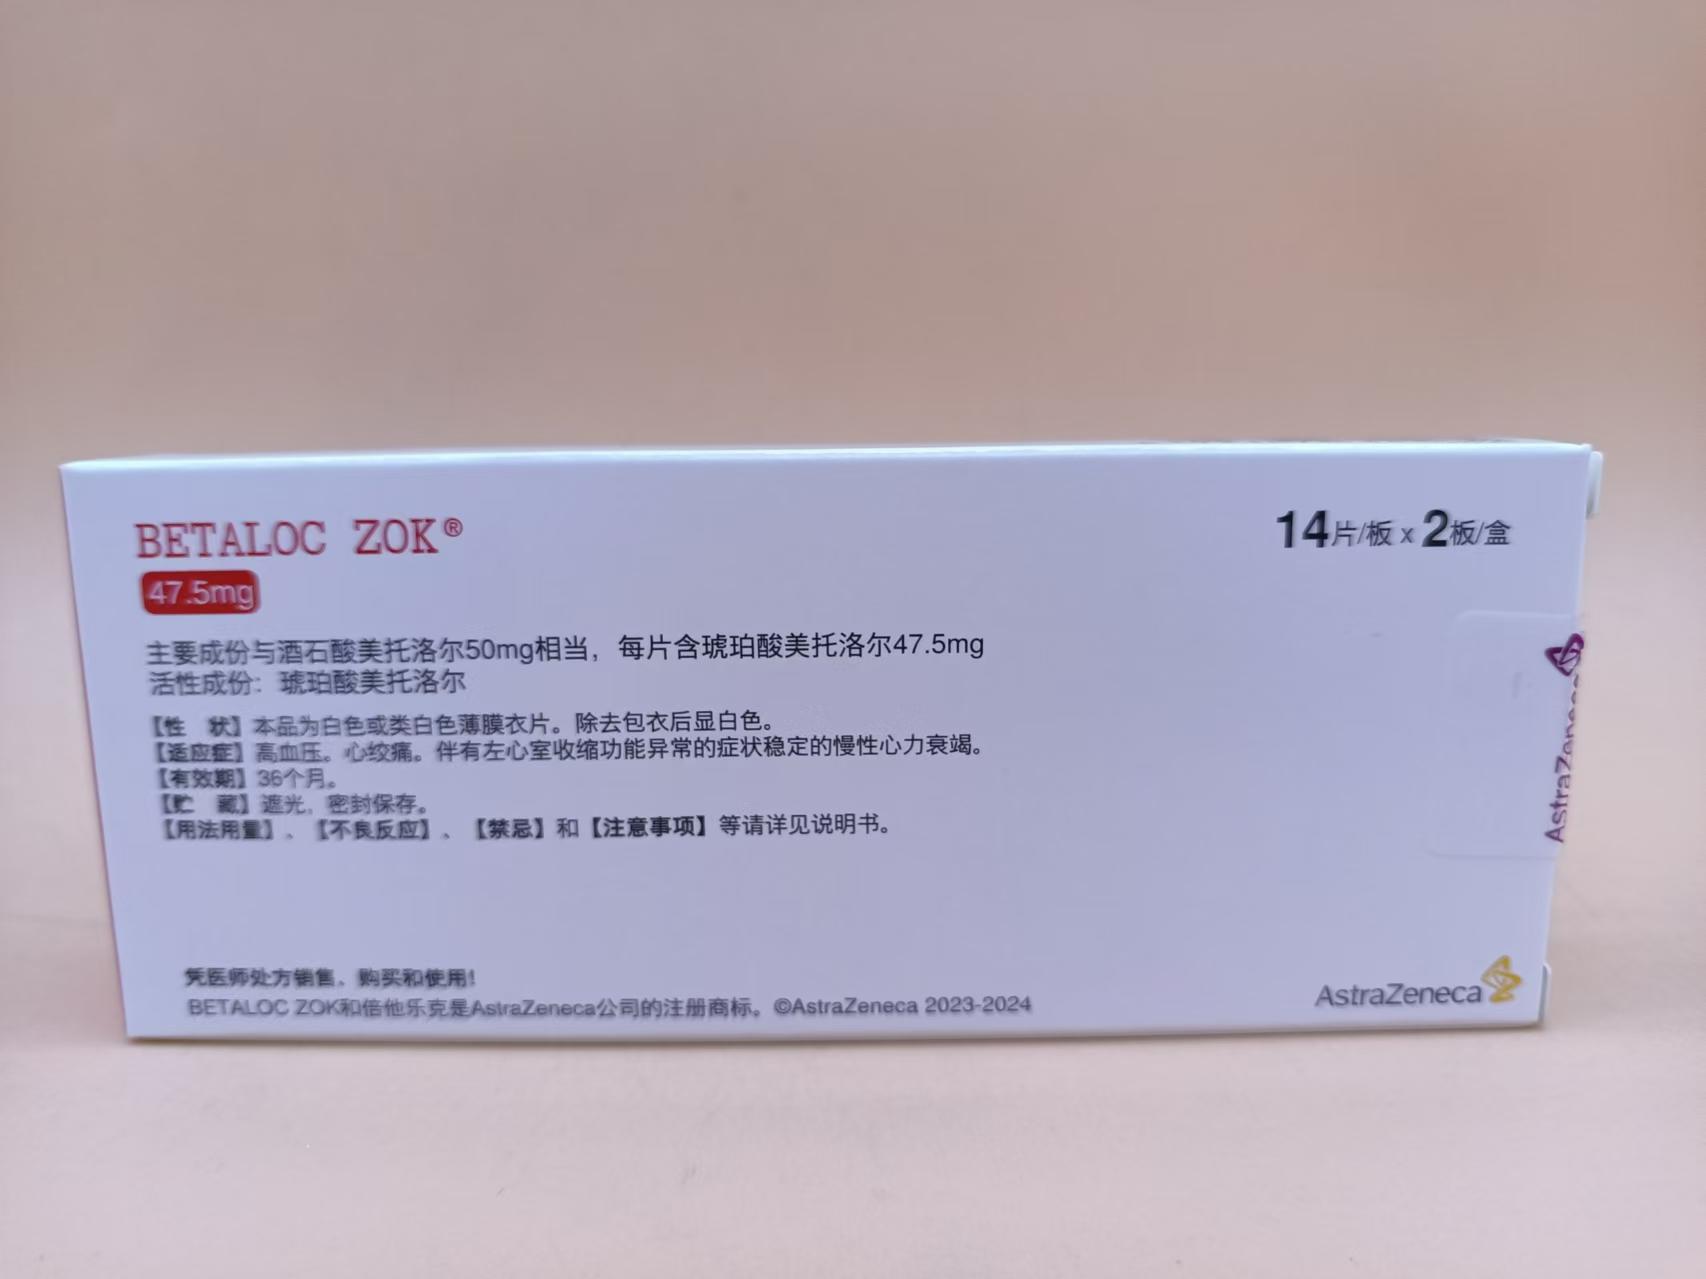 BETALOC ZOK®
14片/板 x 2板/盒
47.5mg
主要成份与酒石酸美托洛尔50mg相当，每片含琥珀酸美托洛尔47.5mg
活性成份：琥珀酸美托洛尔
【性 状】本品为白色或类白色薄膜衣片。除去包衣后显白色。
【适应症】高血压。心绞痛。伴有左心室收缩功能异常的症状稳定的慢性心力衰竭。
【有效期】36个月。
【贮 藏】遮光，密封保存。
【用法用量】、【不良反应】、【禁忌】和【注意事项】等请详见说明书。
AstraZeneca
凭医师处方销售、购买和使用！
BETALOC ZOK和倍他乐克是AstraZeneca公司的注册商标。©AstraZeneca 2023-2024
AstraZeneca